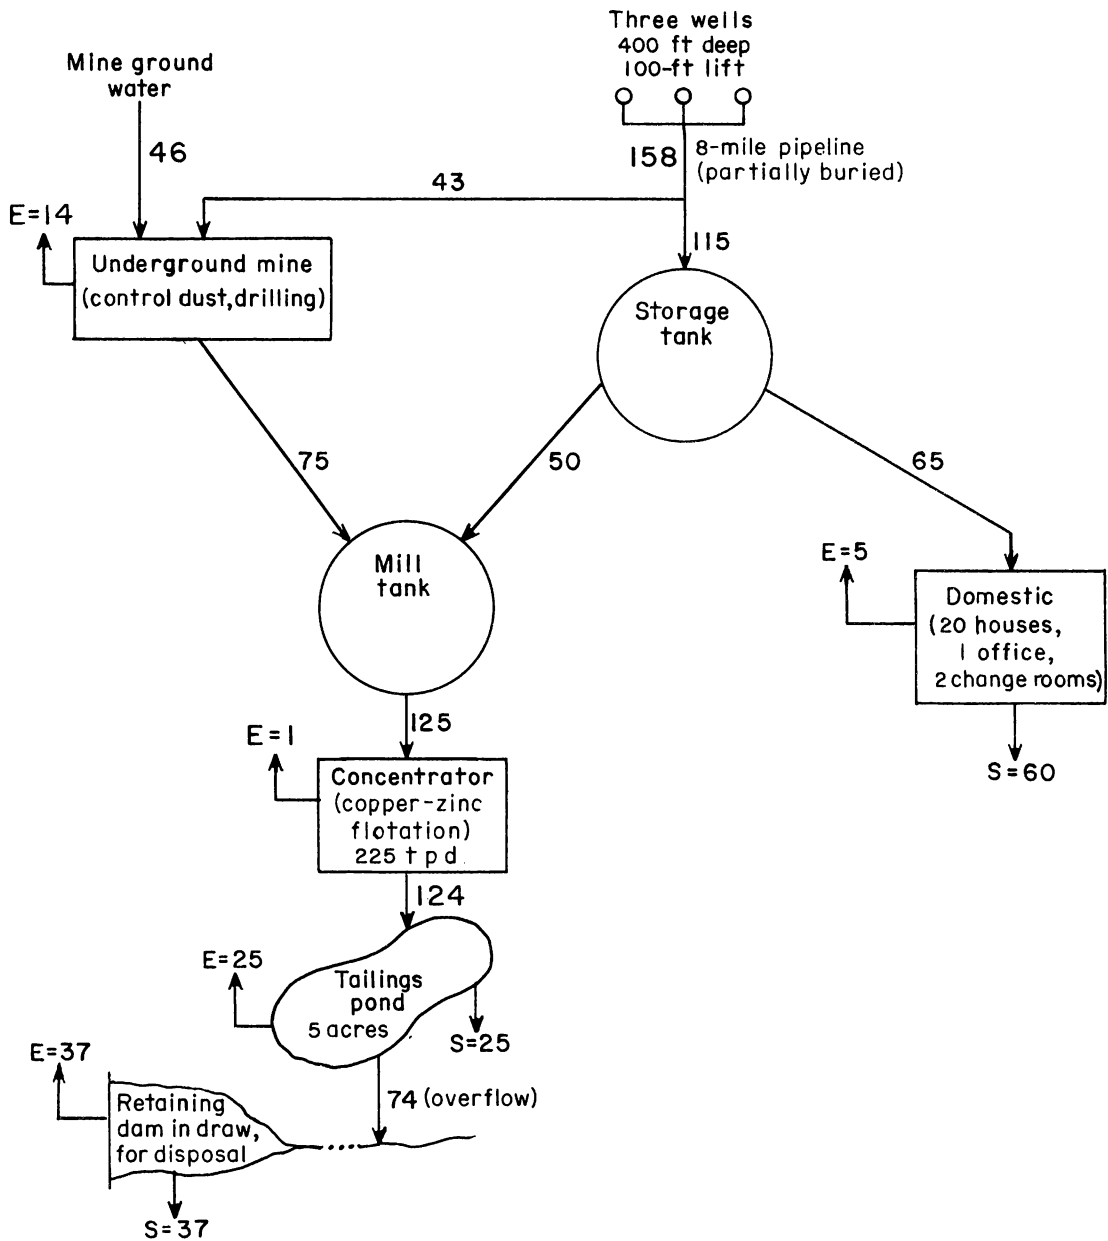 Three wells
400 ft deep
100-ft lift
Mine ground
water
46
158
8-mile pipeline
(partially buried)
43
E=14
115
Underground mine
(control dust, drilling)
Storage
tank
75
50
65
Mill
tank
E=5
Domestic
(20 houses,
1 office,
2 change rooms)
125
E=1
S=60
Concentrator
(copper-zinc
flotation)
225 tpd.
124
E=25
Tailings
pond
5 acres
S=25
E=37
74 (overflow)
Retaining
dam in draw,
for disposal
S=37